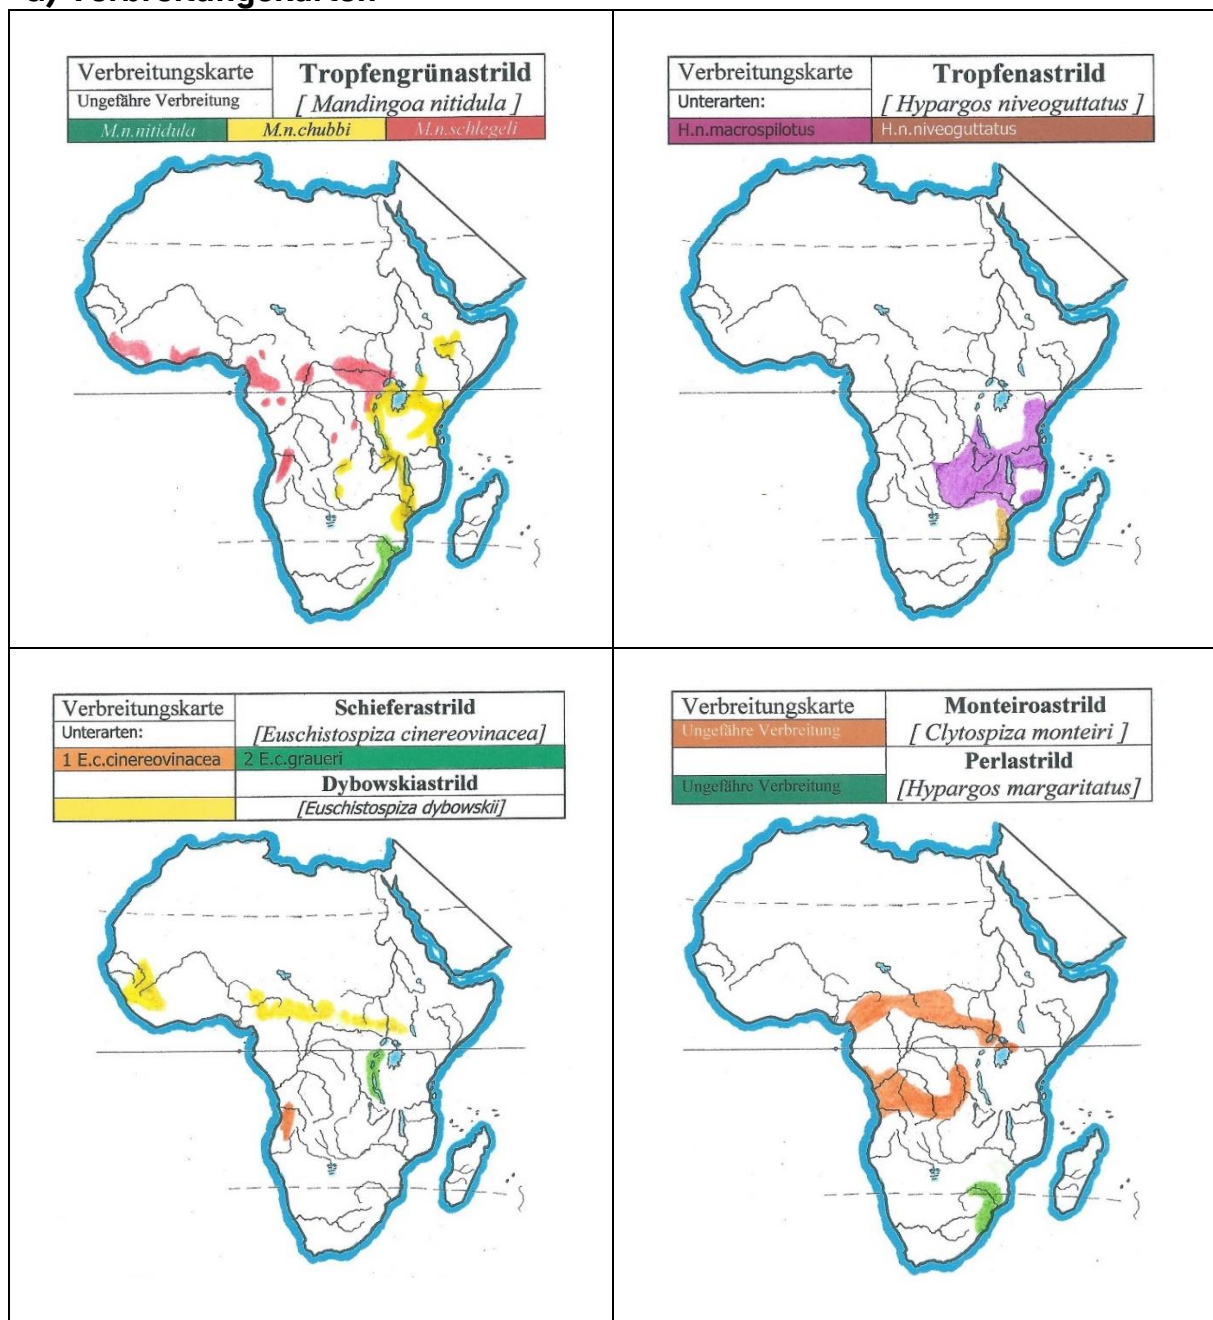 a) Verbreitungskarten
Verbreitungskarte
Tropfengrünastrild
Ungefähre Verbreitung
[ Mandingoa nitidula ]
M.n.nitidula
M.n.chubbi
M.n.schlegeli
Verbreitungskarte
Tropfenastrild
Unterarten:
[ Hypargos niveoguttatus ]
H.n.macrospilotus
H.n.niveoguttatus
Verbreitungskarte
Schieferastrild
Unterarten:
[Euschistospiza cinereovinacea]
1 E.c.cinereovinacea
2 E.c.graueri
Dybowskiastrild
[Euschistospiza dybowskii]
Verbreitungskarte
Monteiroastrild
Ungefähre Verbreitung
[ Clytospiza monteiri ]
Perlastrild
Ungefähre Verbreitung
[Hypargos margaritatus]